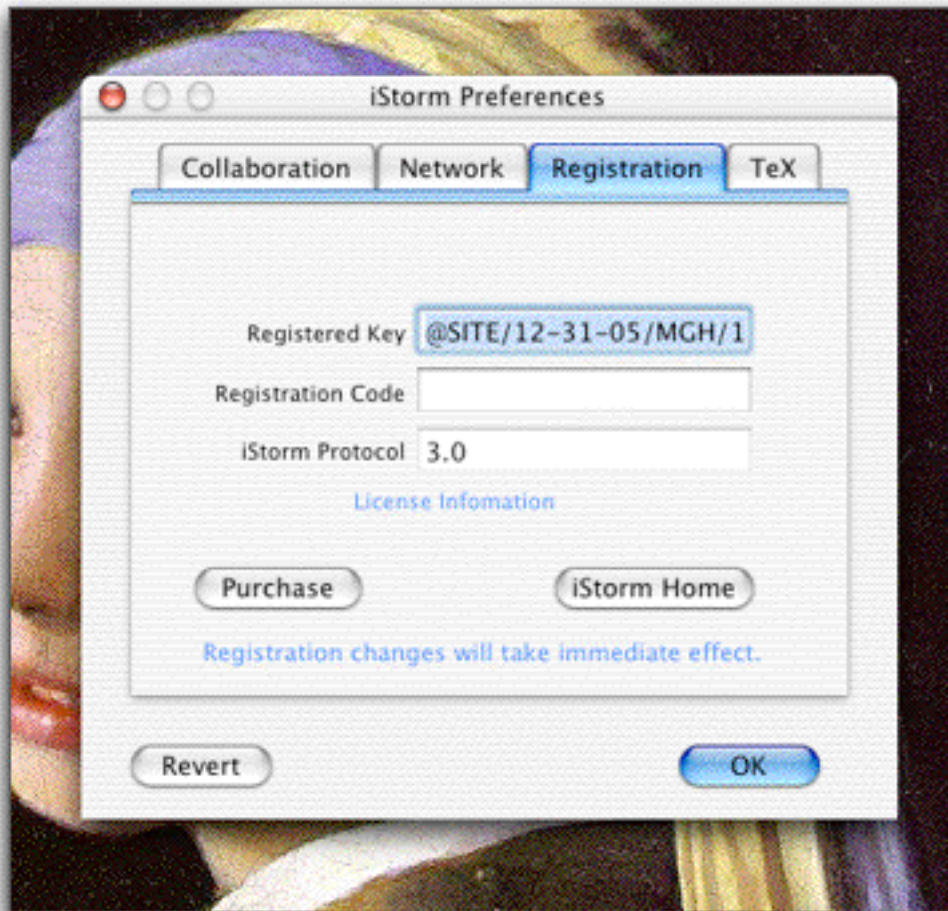 iStorm Preferences
Collaboration Network Registration TeX
Registered Key @SITE/12-31-05/MGH/1
Registration Code
iStorm Protocol 3.0
License Infomation
Purchase iStorm Home
Registration changes will take immediate effect.
Revert OK